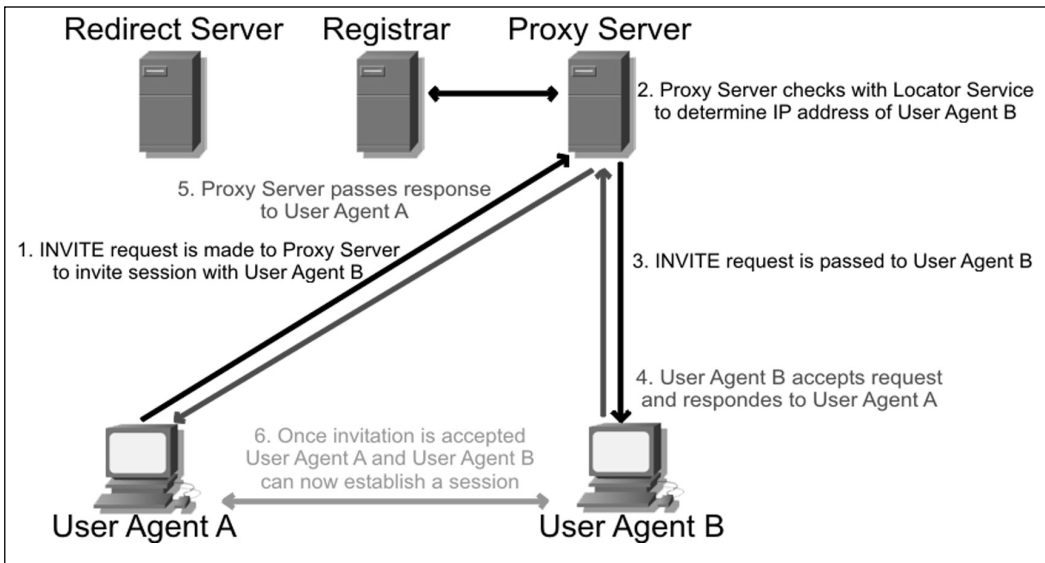 Redirect Server
Registrar
Proxy Server
2. Proxy Server checks with Locator Service
to determine IP address of User Agent B
5. Proxy Server passes response
to User Agent A
1. INVITE request is made to Proxy Server
to invite session with User Agent B
3. INVITE request is passed to User Agent B
4. User Agent B accepts request
and respondes to User Agent A
6. Once invitation is accepted
User Agent A and User Agent B
can now establish a session
User Agent A
User Agent B